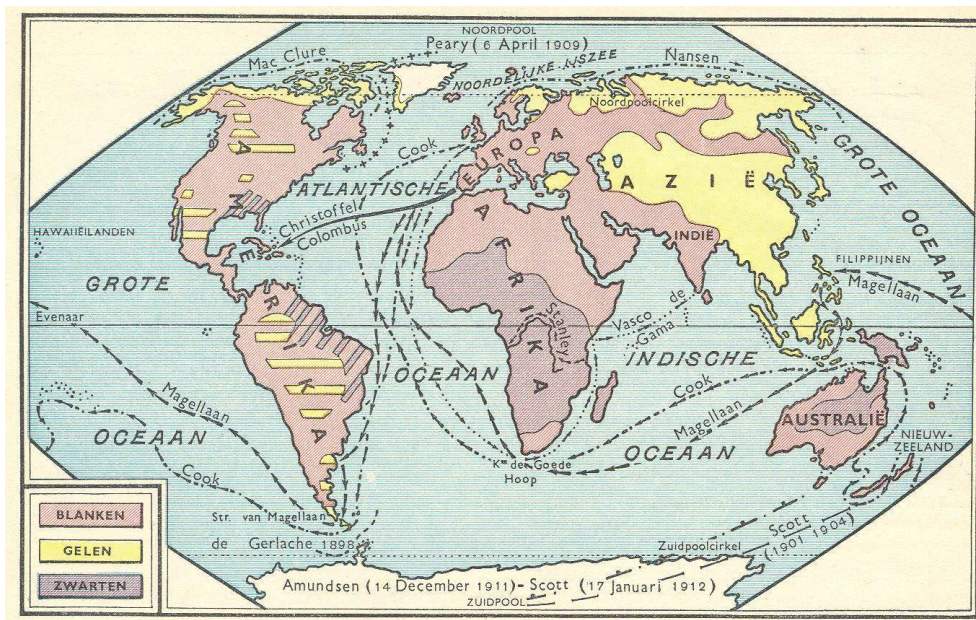 NOORDPOOL
Peary (6 April 1909)
Mac Clure
NOORDELIJKE IJSZEE
Nansen
Noordpoolcirkel
Cook
EUROPA
AZIË
GROTE OCEAAN
ATLANTISCHE
Christoffel
Colombus
AMERIKA
AFRIKA
INDIË
HAWAIIËILANDEN
FILIPPIJNEN
Magellaan
GROTE
Evenaar
Stanley
Vasco de
Gama
INDISCHE
OCEAAN
Cook
Magellaan
AUSTRALIË
Magellaan
OCEAAN
Cook
OCEAAN
NIEUW-
ZEELAND
Kp de Goede
Hoop
Str. van Magellaan
de Gerlache 1898
Zuidpoolcirkel
Scott
(1901 - 1904)
Amundsen (14 December 1911) - Scott (17 Januari 1912)
ZUIDPOOL
BLANKEN
GELEN
ZWARTEN